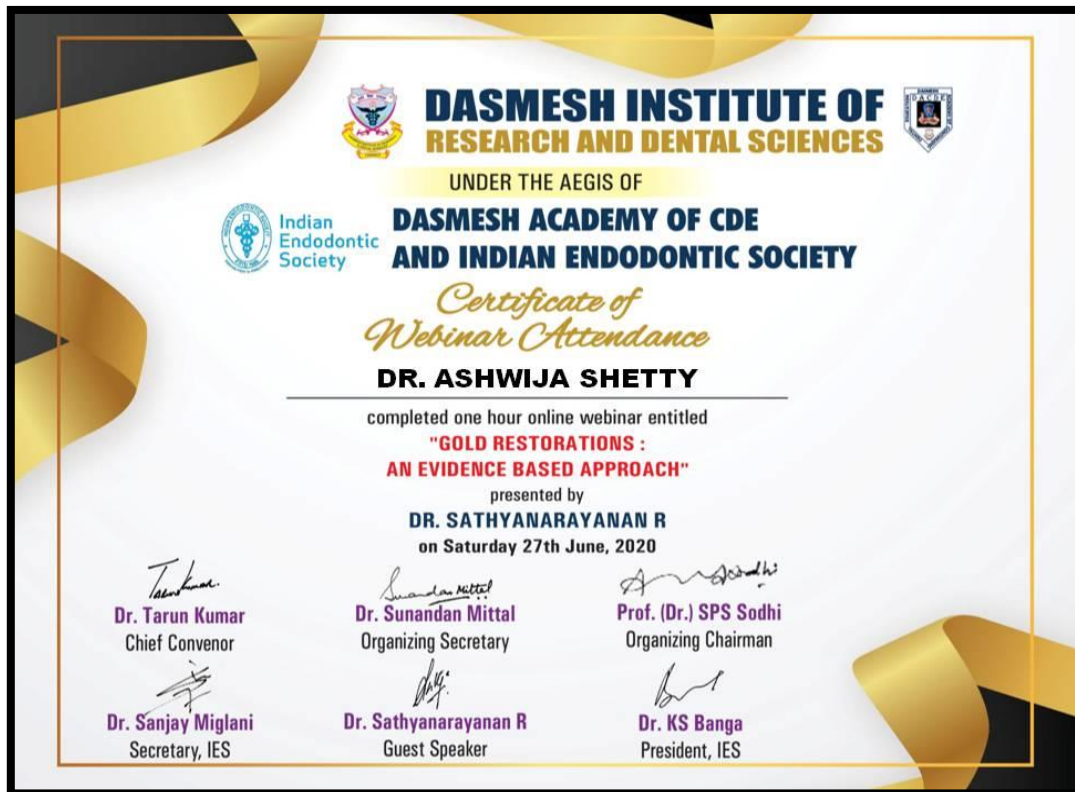 DASMESH INSTITUTE OF
RESEARCH AND DENTAL SCIENCES
UNDER THE AEGIS OF
Indian
Endodontic
Society
DASMESH ACADEMY OF CDE
AND INDIAN ENDODONTIC SOCIETY
Certificate of
Webinar Attendance
DR. ASHWIJA SHETTY
completed one hour online webinar entitled
"GOLD RESTORATIONS :
AN EVIDENCE BASED APPROACH"
presented by
DR. SATHYANARAYANAN R
on Saturday 27th June, 2020
Sunandan Mittal
Dr. Tarun Kumar
Chief Convenor
Dr. Sunandan Mittal
Organizing Secretary
Prof. (Dr.) SPS Sodhi
Organizing Chairman
Dr. Sanjay Miglani
Secretary, IES
Dr. Sathyanarayanan R
Guest Speaker
Dr. KS Banga
President, IES